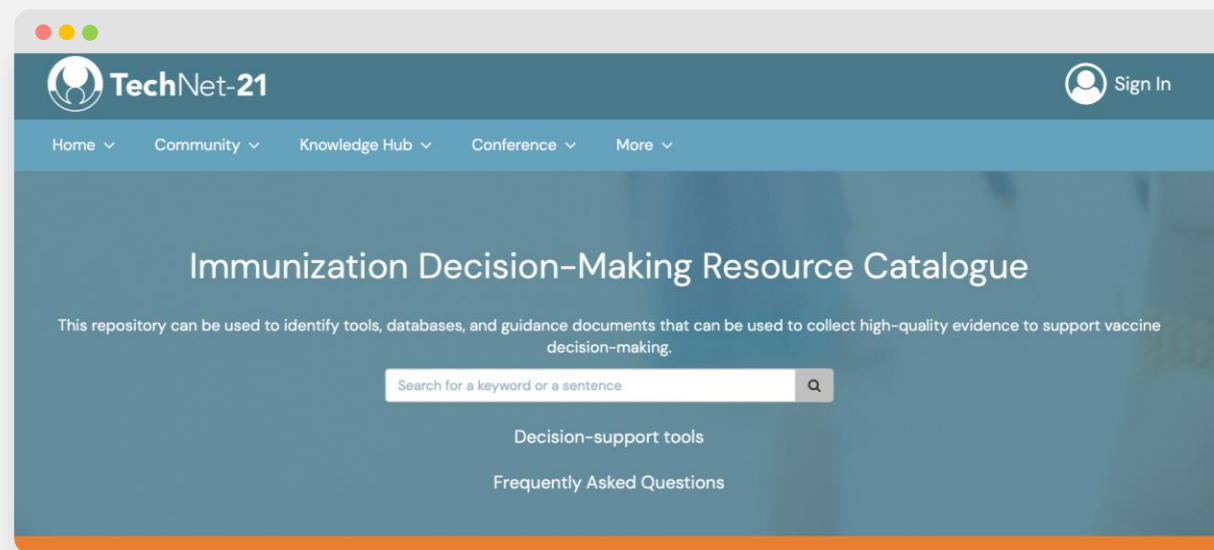 TechNet-21
Sign In
Home
Community
Knowledge Hub
Conference
More
Immunization Decision-Making Resource Catalogue
This repository can be used to identify tools, databases, and guidance documents that can be used to collect high-quality evidence to support vaccine
decision-making.
Search for a keyword or a sentence
Decision-support tools
Frequently Asked Questions